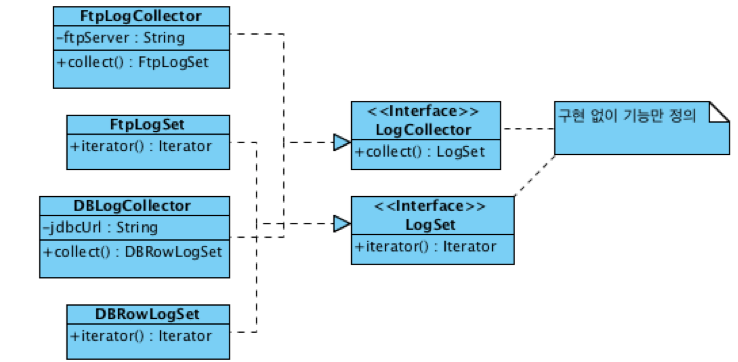 FtpLogCollector
-ftpServer : String
+collect() : FtpLogSet
FtpLogSet
+iterator() : Iterator
DBLogCollector
-jdbcUrl : String
+collect() : DBRowLogSet
DBRowLogSet
+iterator() : Iterator
<<Interface>>
LogCollector
+collect() : LogSet
<<Interface>>
LogSet
+iterator() : Iterator
구현 없이 기능만 정의